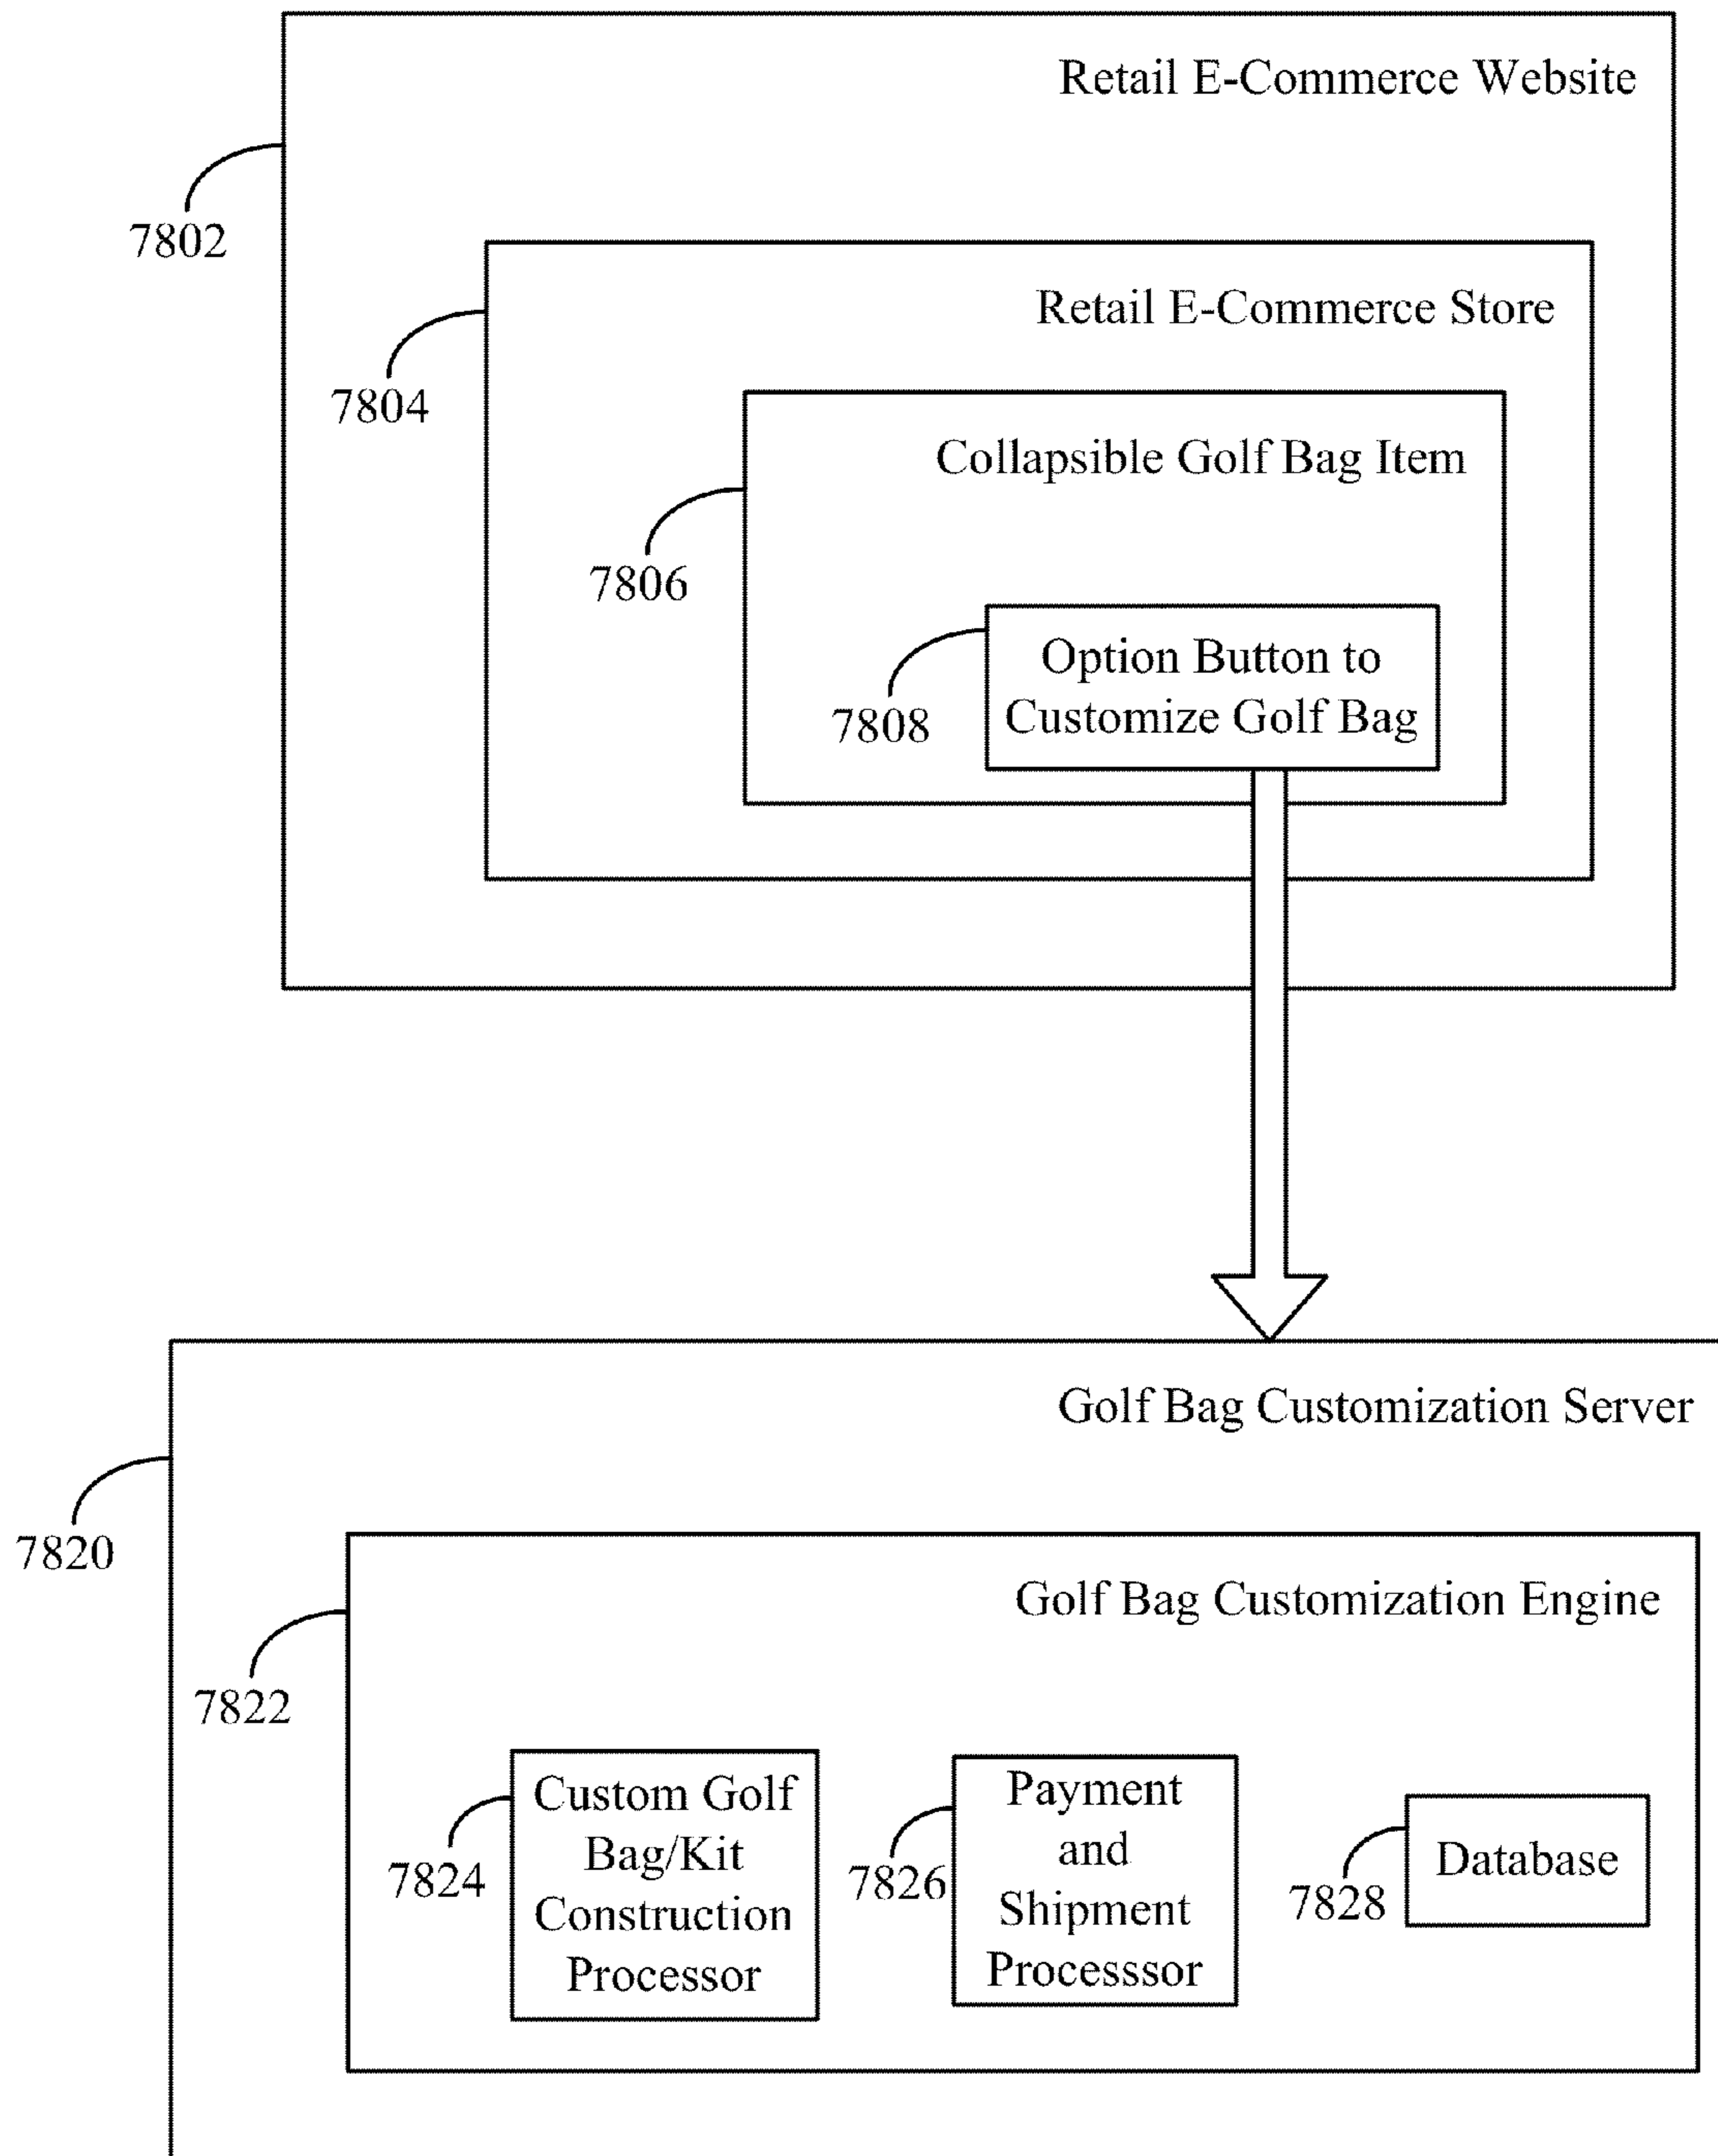 Retail E-Commerce Website
7802
Retail E-Commerce Store
7804
Collapsible Golf Bag Item
7806
Option Button to
Customize Golf Bag
7808
Golf Bag Customization Server
7820
Golf Bag Customization Engine
7822
Custom Golf
Bag/Kit
Construction
Processor
7824
Payment
and
Shipment
Processsor
7826
Database
7828